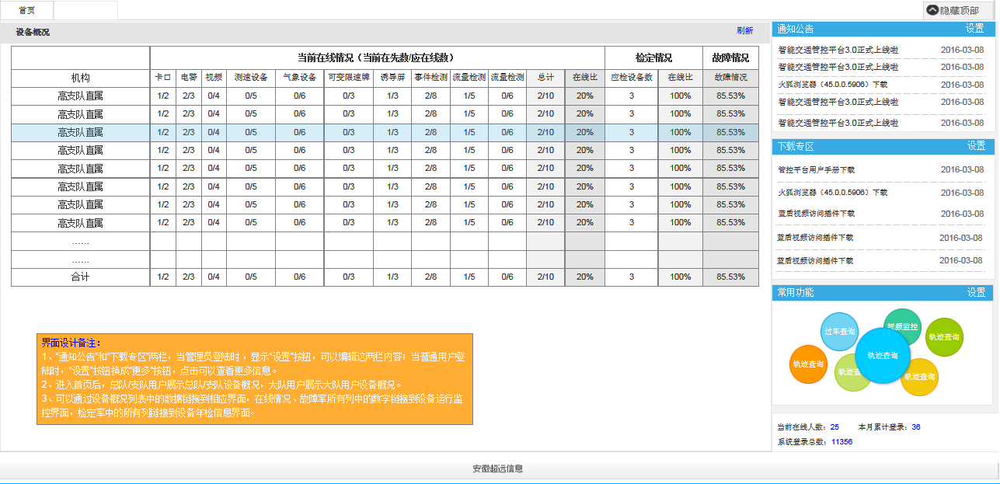 首页
隐藏顶部
设备概况
刷新
当前在线情况（当前在先数/应在线数） 检定情况 故障情况
机构 卡口 电警 视频 测速设备 气象设备 可变限速牌 诱导屏 事件检测 流量检测 流量检测 总计 在线比 应检设备数 在线比 故障情况
高支队直属 1/2 2/3 0/4 0/5 0/6 0/3 1/3 2/8 1/5 0/6 2/10 20% 3 100% 85.53%
高支队直属 1/2 2/3 0/4 0/5 0/6 0/3 1/3 2/8 1/5 0/6 2/10 20% 3 100% 85.53%
高支队直属 1/2 2/3 0/4 0/5 0/6 0/3 1/3 2/8 1/5 0/6 2/10 20% 3 100% 85.53%
高支队直属 1/2 2/3 0/4 0/5 0/6 0/3 1/3 2/8 1/5 0/6 2/10 20% 3 100% 85.53%
高支队直属 1/2 2/3 0/4 0/5 0/6 0/3 1/3 2/8 1/5 0/6 2/10 20% 3 100% 85.53%
高支队直属 1/2 2/3 0/4 0/5 0/6 0/3 1/3 2/8 1/5 0/6 2/10 20% 3 100% 85.53%
高支队直属 1/2 2/3 0/4 0/5 0/6 0/3 1/3 2/8 1/5 0/6 2/10 20% 3 100% 85.53%
高支队直属 1/2 2/3 0/4 0/5 0/6 0/3 1/3 2/8 1/5 0/6 2/10 20% 3 100% 85.53%
……
……
合计 1/2 2/3 0/4 0/5 0/6 0/3 1/3 2/8 1/5 0/6 2/10 20% 3 100% 85.53%
界面设计备注：
1、“通知公告”和“下载专区”两栏，当管理员登陆时，显示“设置”按钮，可以编辑这两栏内容；当普通用户登
陆时，“设置”按钮换成“更多”按钮，点击可以查看更多信息。
2、进入首页后，总队/支队用户展示总队/支队设备概况，大队用户展示大队用户设备概况。
3、可以通过设备概况列表中的数据链接到相应界面，在线情况、故障率所有列中的数字链接到设备运行监
控界面，检定率中的所有列链接到设备年检信息界面。
通知公告 设置
智能交通管控平台3.0正式上线啦 2016-03-08
智能交通管控平台3.0正式上线啦 2016-03-08
火狐浏览器（45.0.0.5906）下载 2016-03-08
智能交通管控平台3.0正式上线啦 2016-03-08
智能交通管控平台3.0正式上线啦 2016-03-08
下载专区 设置
管控平台用户手册下载 2016-03-08
火狐浏览器（45.0.0.5906）下载 2016-03-08
蓝盾视频访问插件下载 2016-03-08
蓝盾视频访问插件下载 2016-03-08
蓝盾视频访问插件下载 2016-03-08
常用功能 设置
过车查询
视频监控
轨迹查询
轨迹查询
轨迹查询
轨迹查
轨迹查询
当前在线人数：25 本月累计登录：36
系统登录总数：11356
安徽超远信息